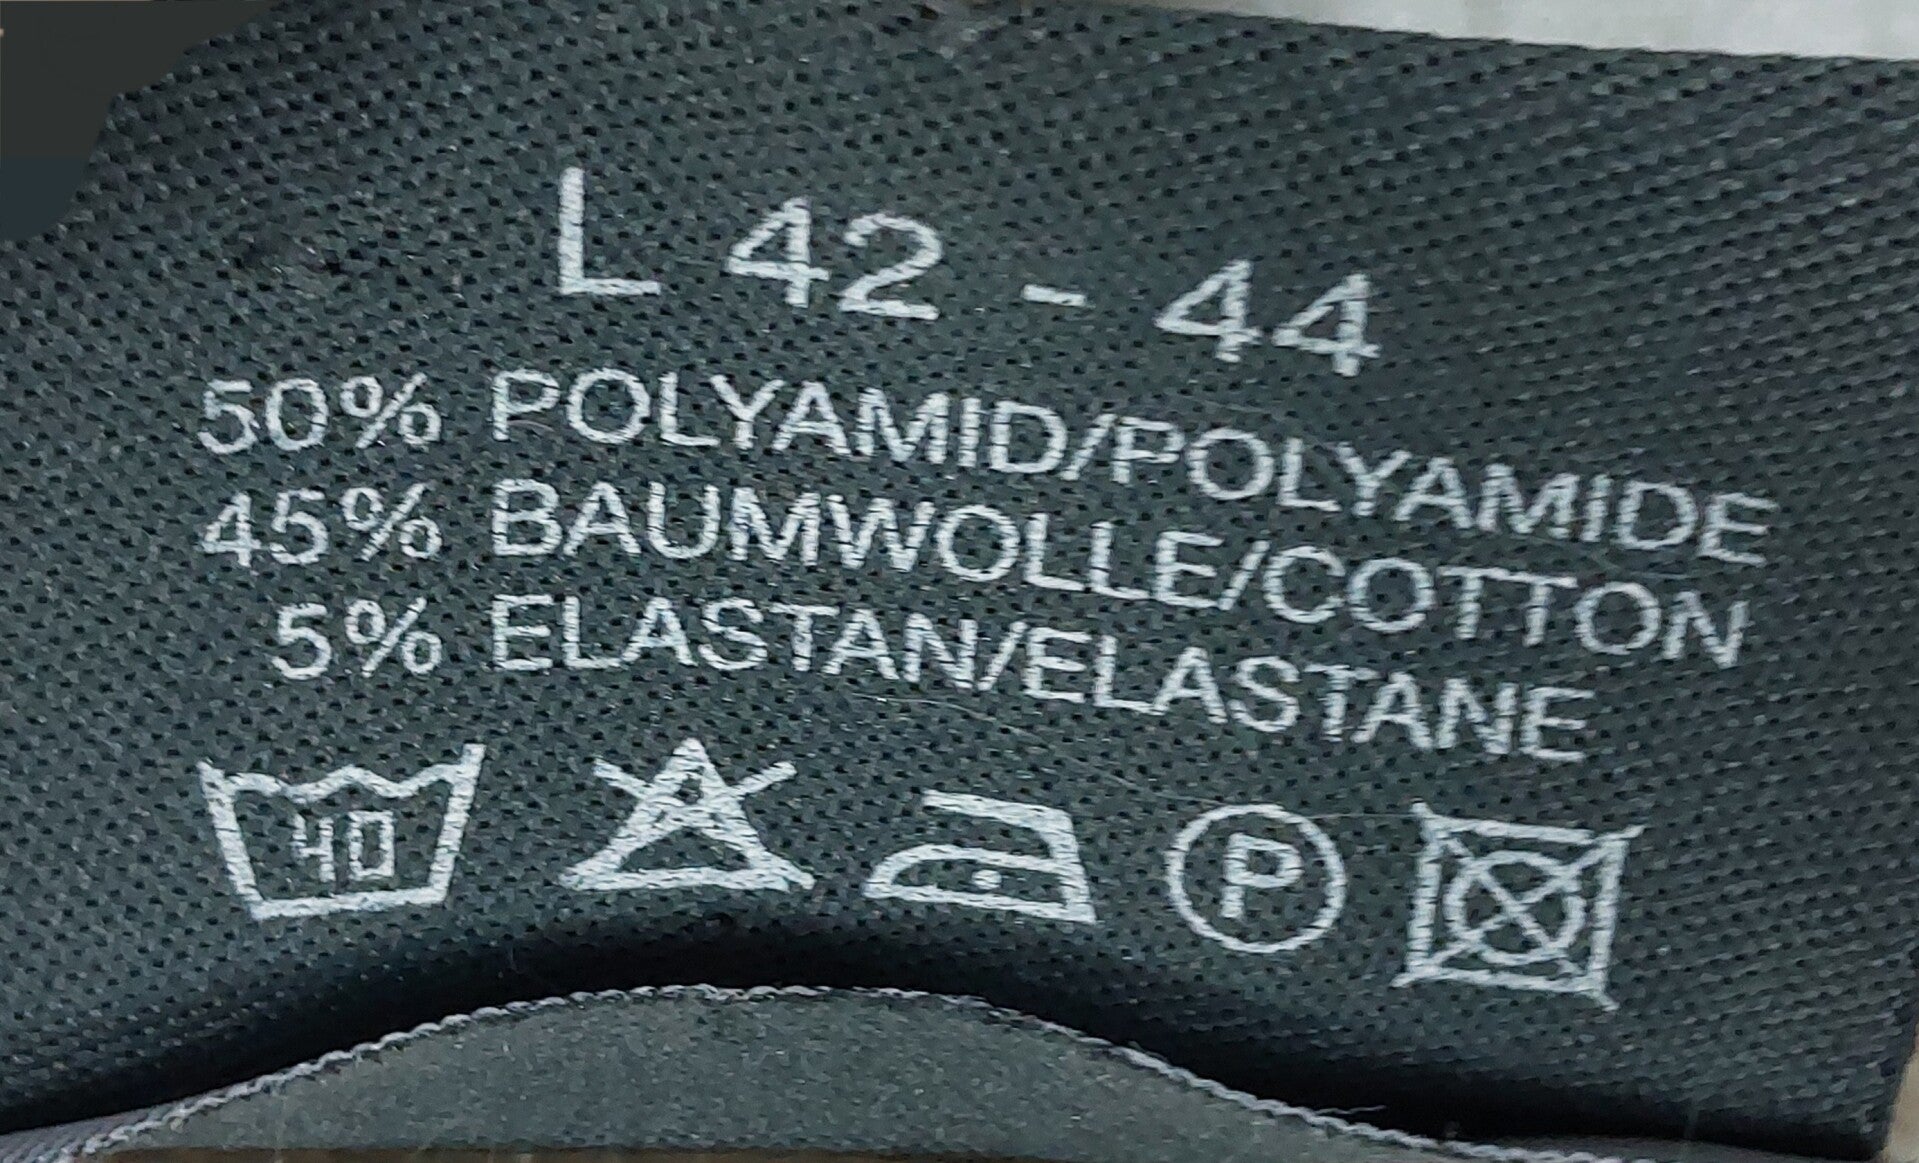 L 42 - 44
50% POLYAMID/POLYAMIDE
45% BAUMWOLLE/COTTON
5% ELASTAN/ELASTANE
40 P